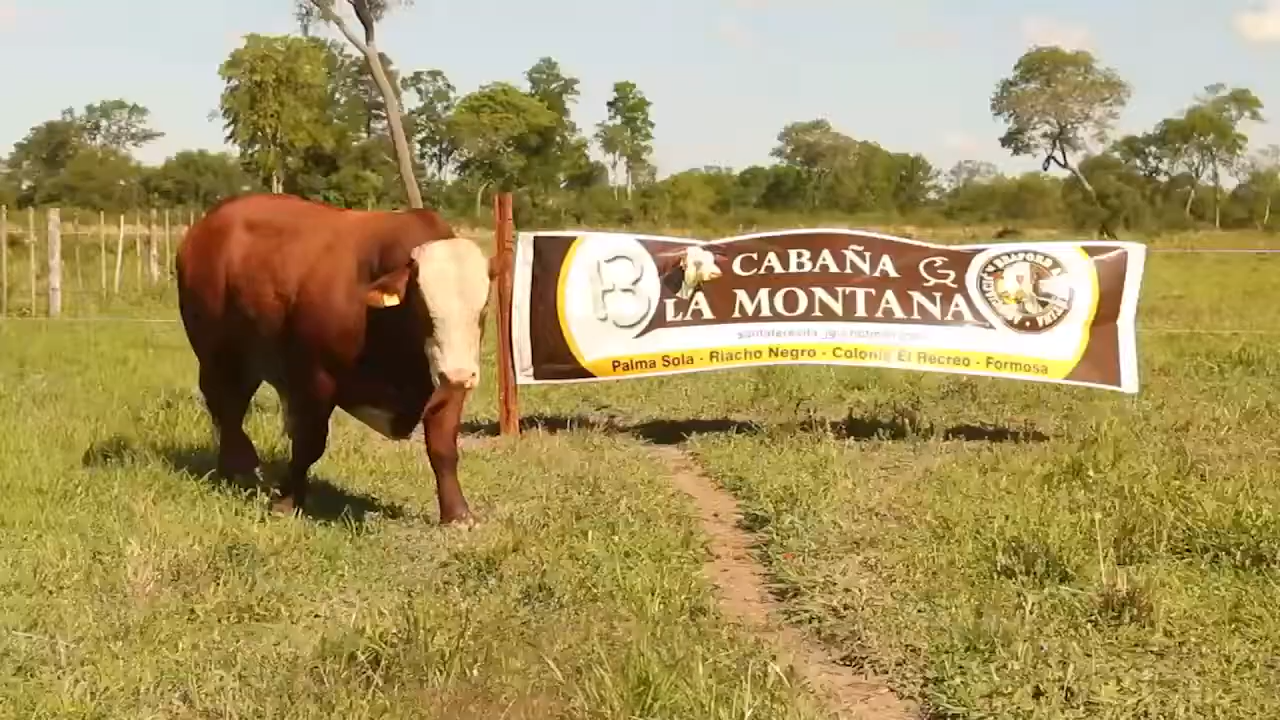 CABAÑA
LA MONTANA
Palma Sola - Riacho Negro - Colonia El Recreo - Formosa
B